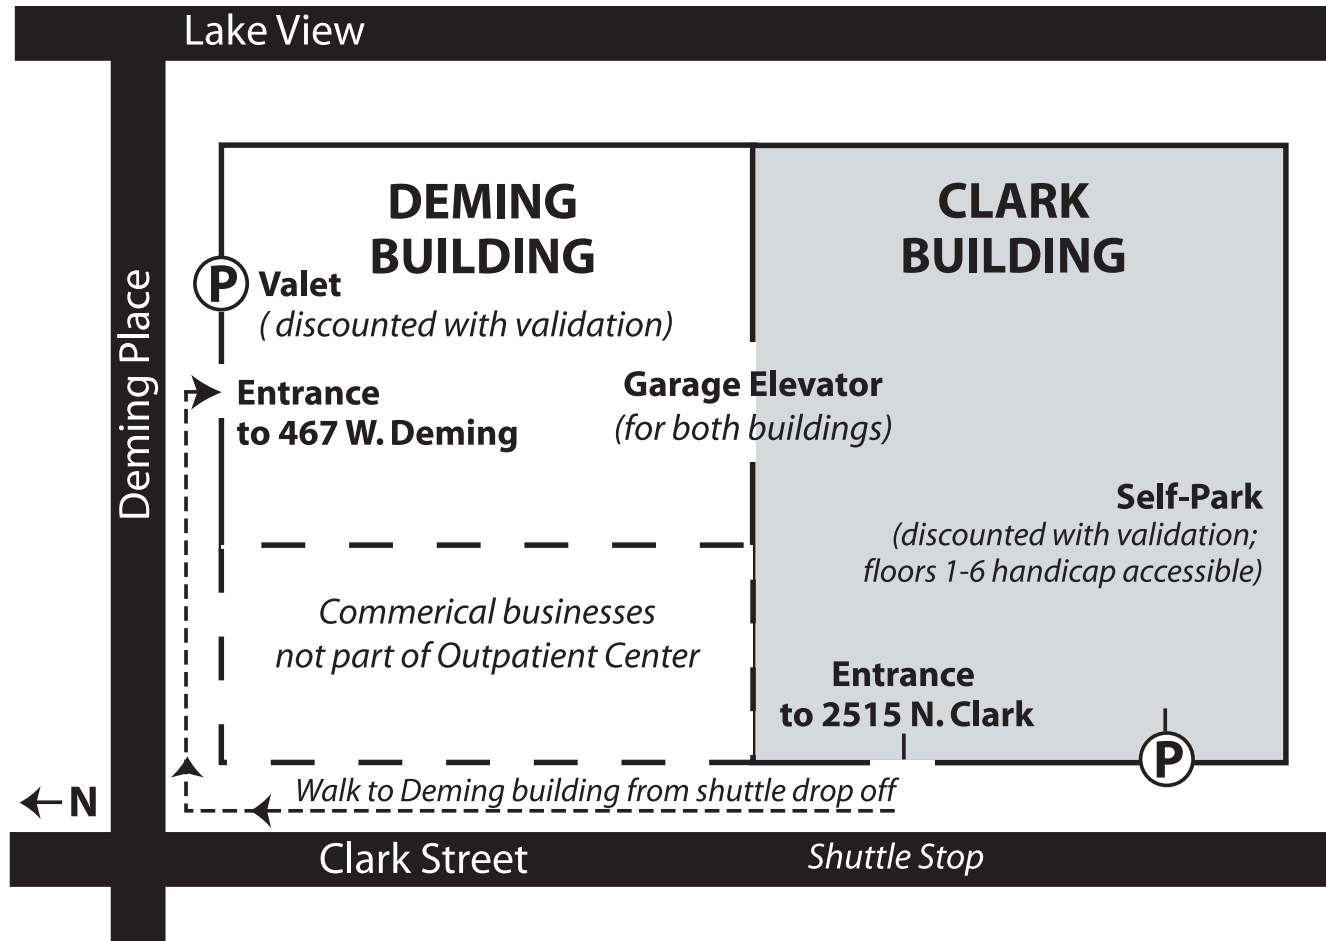 Lake View
DEMING
BUILDING
CLARK
BUILDING
P
Valet
( discounted with validation)
Deming Place
Entrance
to 467 W. Deming
Garage Elevator
(for both buildings)
Self-Park
(discounted with validation;
floors 1-6 handicap accessible)
Commerical businesses
not part of Outpatient Center
Entrance
to 2515 N. Clark
P
Walk to Deming building from shuttle drop off
N
Clark Street
Shuttle Stop